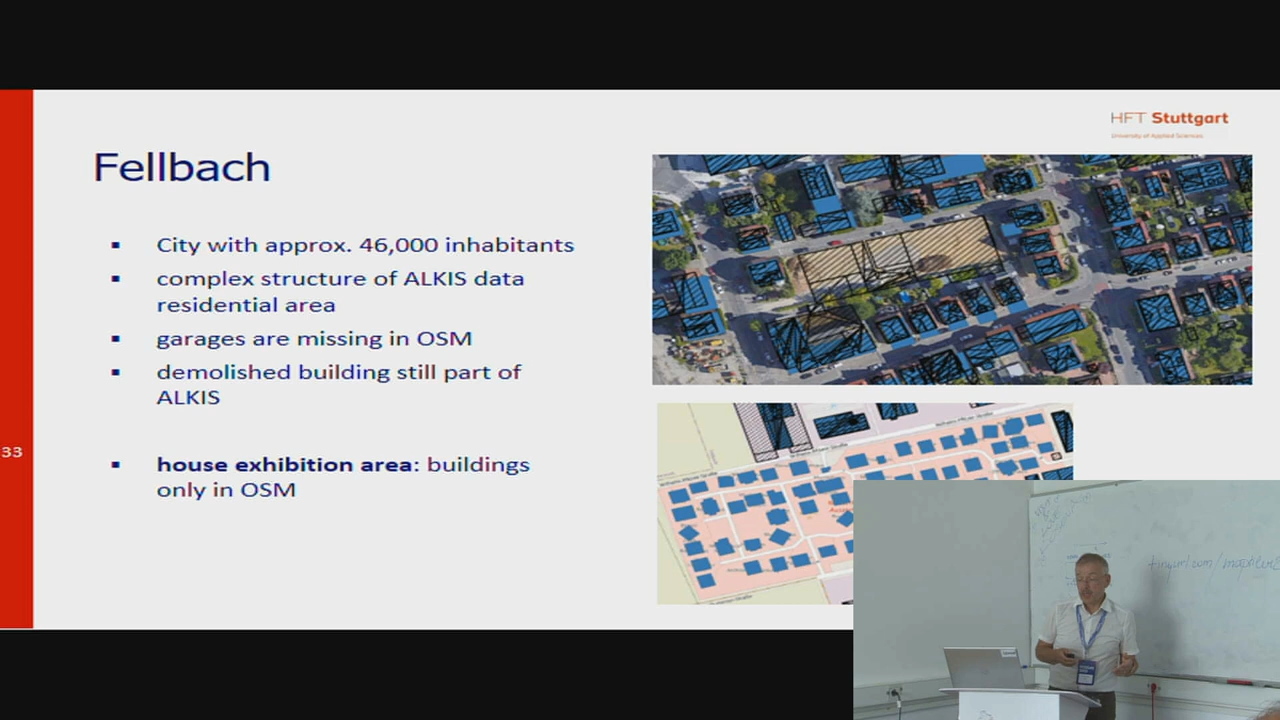 HFT Stuttgart
University of Applied Sciences
Fellbach
City with approx. 46,000 inhabitants
complex structure of ALKIS data
residential area
garages are missing in OSM
demolished building still part of
ALKIS
33
house exhibition area: buildings
only in OSM